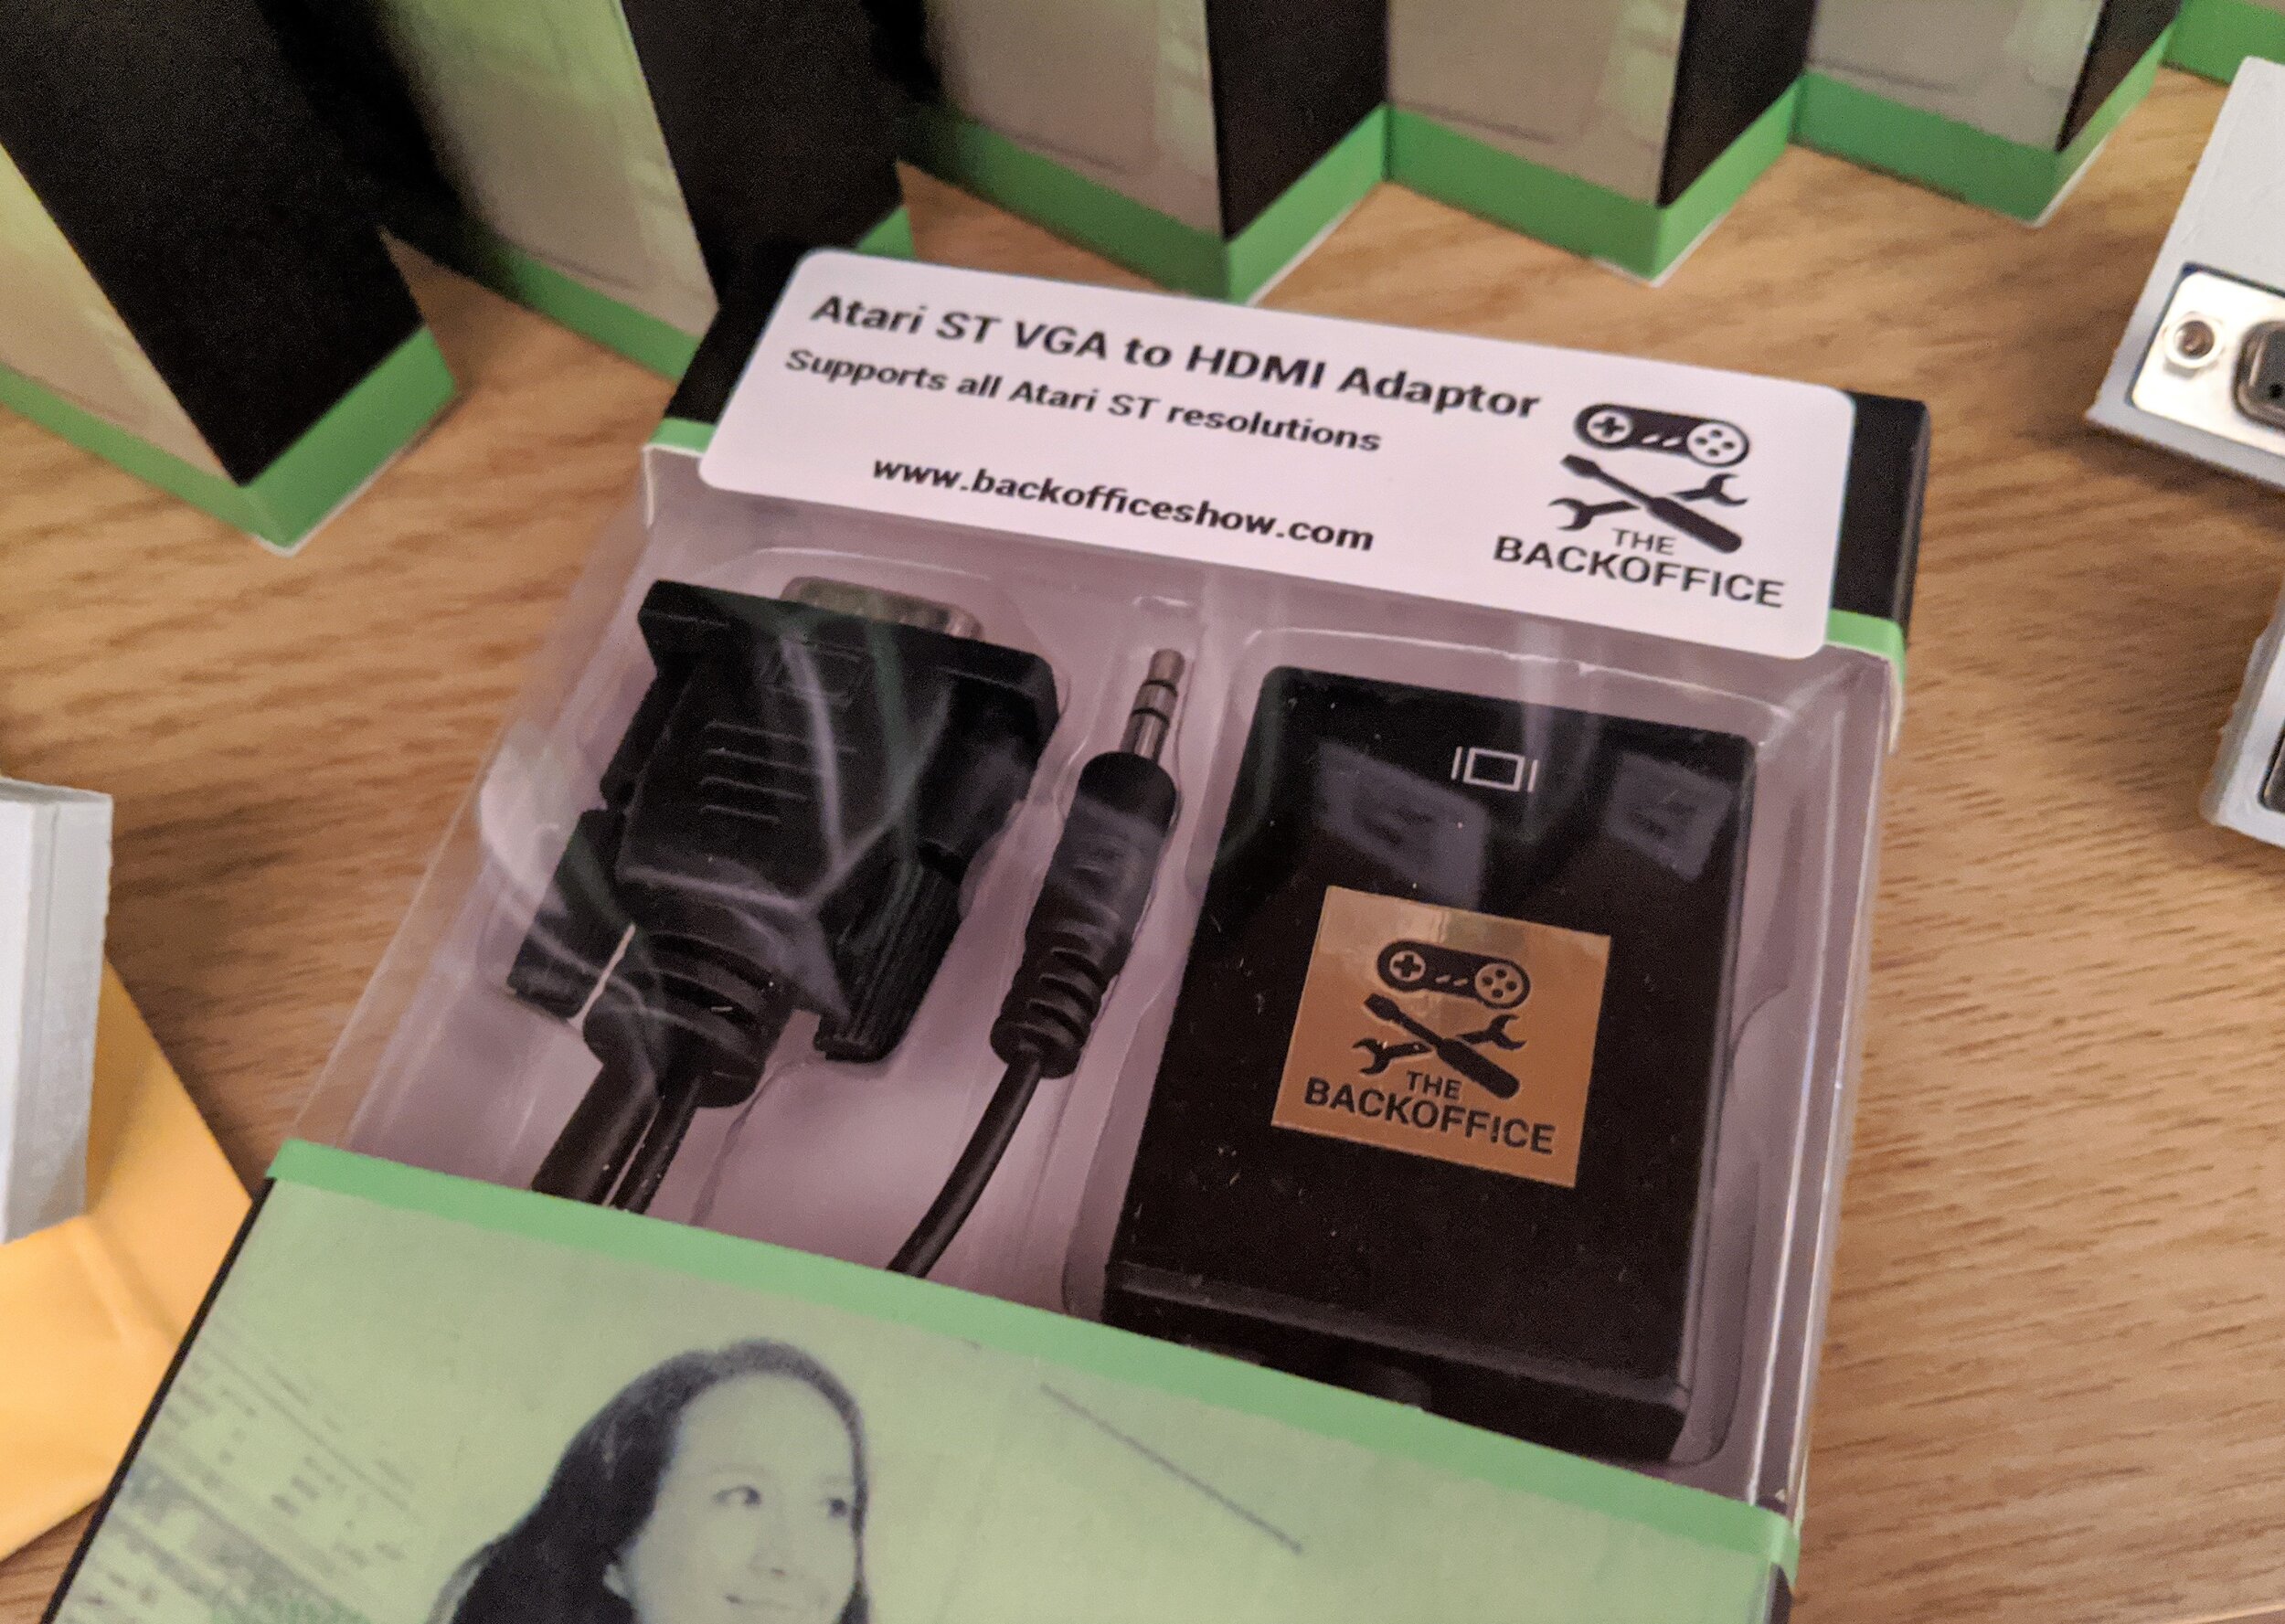 Atari ST VGA to HDMI Adaptor
Supports all Atari ST resolutions
www.backofficeshow.com
THE
BACKOFFICE
THE
BACKOFFICE